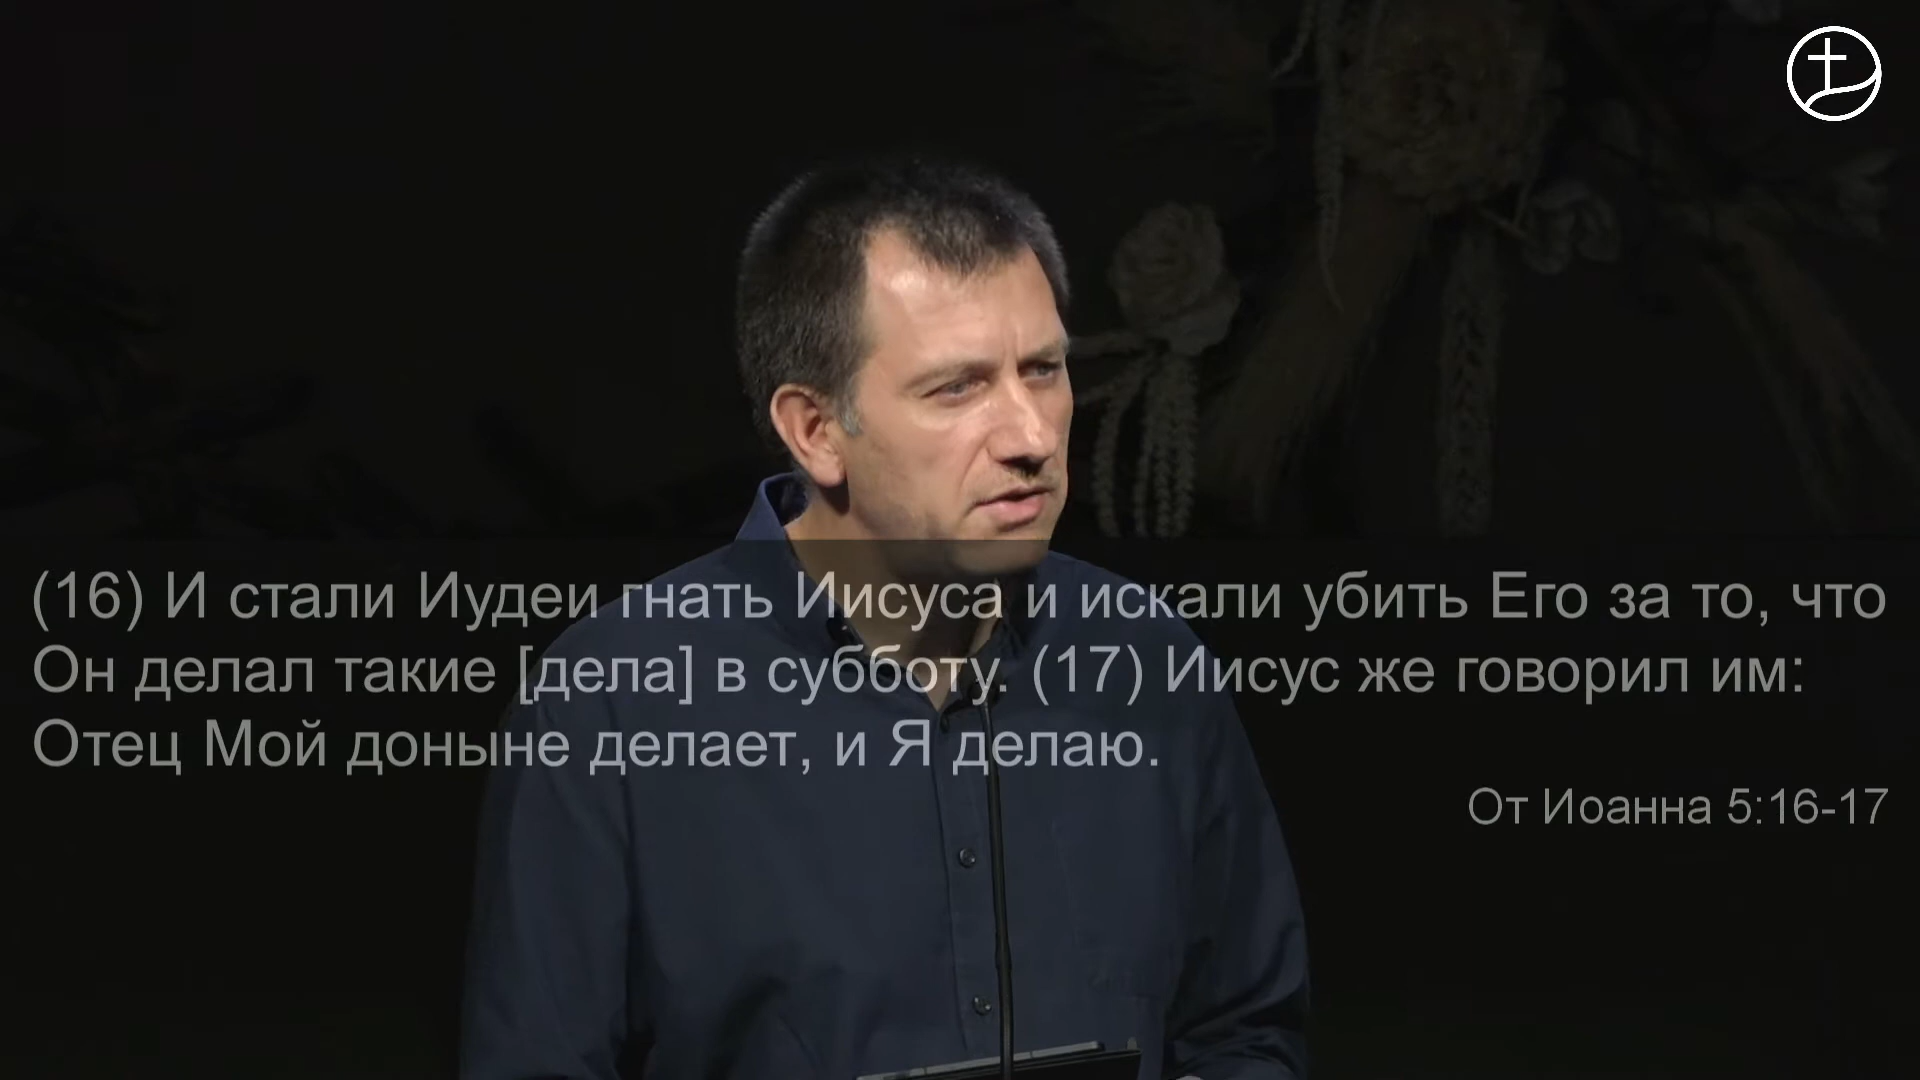 (16) И стали Иудеи гнать Иисуса и искали убить Его за то, что
Он делал такие [дела] в субботу. (17) Иисус же говорил им:
Отец Мой доныне делает, и Я делаю.
От Иоанна 5:16-17